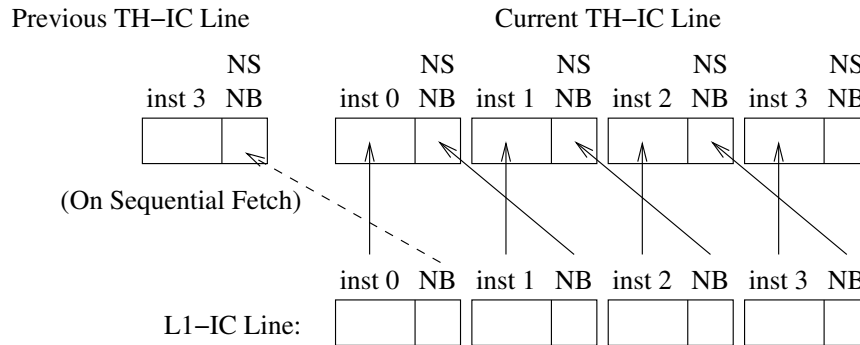 Previous TH−IC Line Current TH−IC Line
NS NS NS NS NS
inst 3 NB inst 0 NB inst 1 NB inst 2 NB inst 3 NB
(On Sequential Fetch)
inst 0 NB inst 1 NB inst 2 NB inst 3 NB
L1−IC Line: